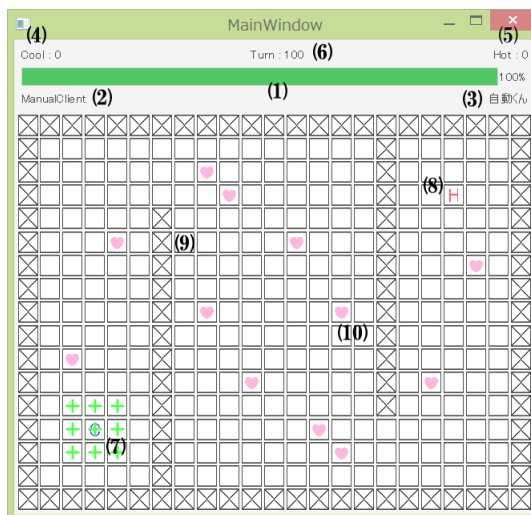 MainWindow
(4) (5)
Cool : 0 Turn : 100 (6) Hot : 0
(1) 100%
ManualClient (2) (3) 自動くん
(8) H
(9)
(10)
C
(7)